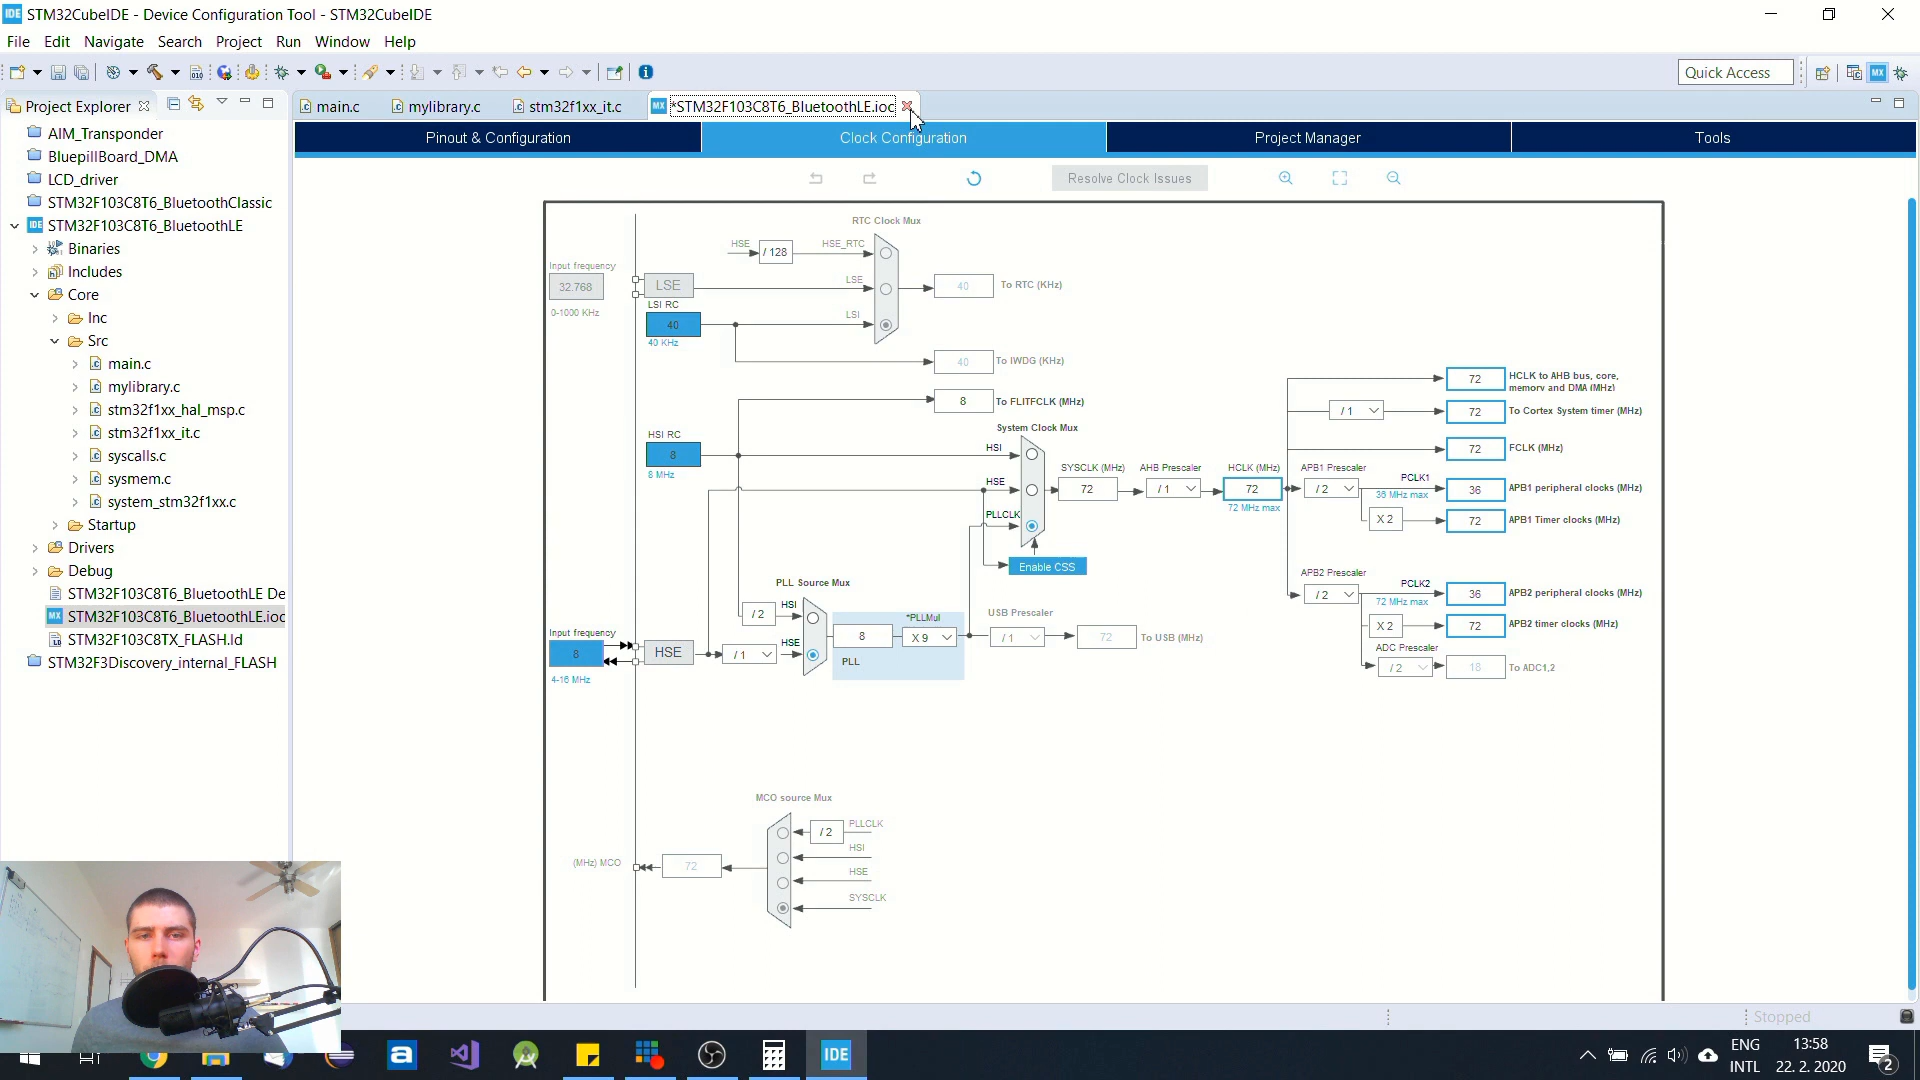 IDE STM32CubeIDE - Device Configuration Tool - STM32CubeIDE
File Edit Navigate Search Project Run Window Help
Quick Access MX
Project Explorer
main.c mylibrary.c stm32f1xx_it.c MX *STM32F103C8T6_BluetoothLE.ioc
Pinout & Configuration Clock Configuration Project Manager Tools
Resolve Clock Issues
AIM_Transponder
BluepillBoard_DMA
LCD_driver
STM32F103C8T6_BluetoothClassic
IDE STM32F103C8T6_BluetoothLE
Binaries
Includes
Core
Inc
Src
main.c
mylibrary.c
stm32f1xx_hal_msp.c
stm32f1xx_it.c
syscalls.c
sysmem.c
system_stm32f1xx.c
Startup
Drivers
Debug
STM32F103C8T6_BluetoothLE De
MX STM32F103C8T6_BluetoothLE.ioc
STM32F103C8TX_FLASH.ld
STM32F3Discovery_internal_FLASH
RTC Clock Mux
HSE / 128 HSE_RTC
Input frequency
32.768 LSE LSE 40 To RTC (KHz)
0-1000 KHz
LSI RC
40 LSI
40 KHz
40 To IWDG (KHz)
8 To FLITFCLK (MHz)
System Clock Mux
HSI RC
8 HSI
8 MHz
HSE
PLLCLK
Enable CSS
SYSCLK (MHz) AHB Prescaler HCLK (MHz) APB1 Prescaler
72 / 1 72 / 2
72 MHz max
72 HCLK to AHB bus, core,
memory and DMA (MHz)
/ 1 72 To Cortex System timer (MHz)
72 FCLK (MHz)
PCLK1
36 MHz max
36 APB1 peripheral clocks (MHz)
X 2 72 APB1 Timer clocks (MHz)
APB2 Prescaler
/ 2
PCLK2
72 MHz max
36 APB2 peripheral clocks (MHz)
X 2 72 APB2 timer clocks (MHz)
ADC Prescaler
/ 2 18 To ADC1,2
PLL Source Mux
/ 2 HSI
*PLLMul
USB Prescaler
Input frequency
8 HSE / 1 HSE 8 X 9 / 1 72 To USB (MHz)
PLL
4-16 MHz
MCO source Mux
/ 2 PLLCLK
HSI
(MHz) MCO 72
HSE
SYSCLK
Stopped
a IDE
ENG
INTL
13:58
22. 2. 2020
2